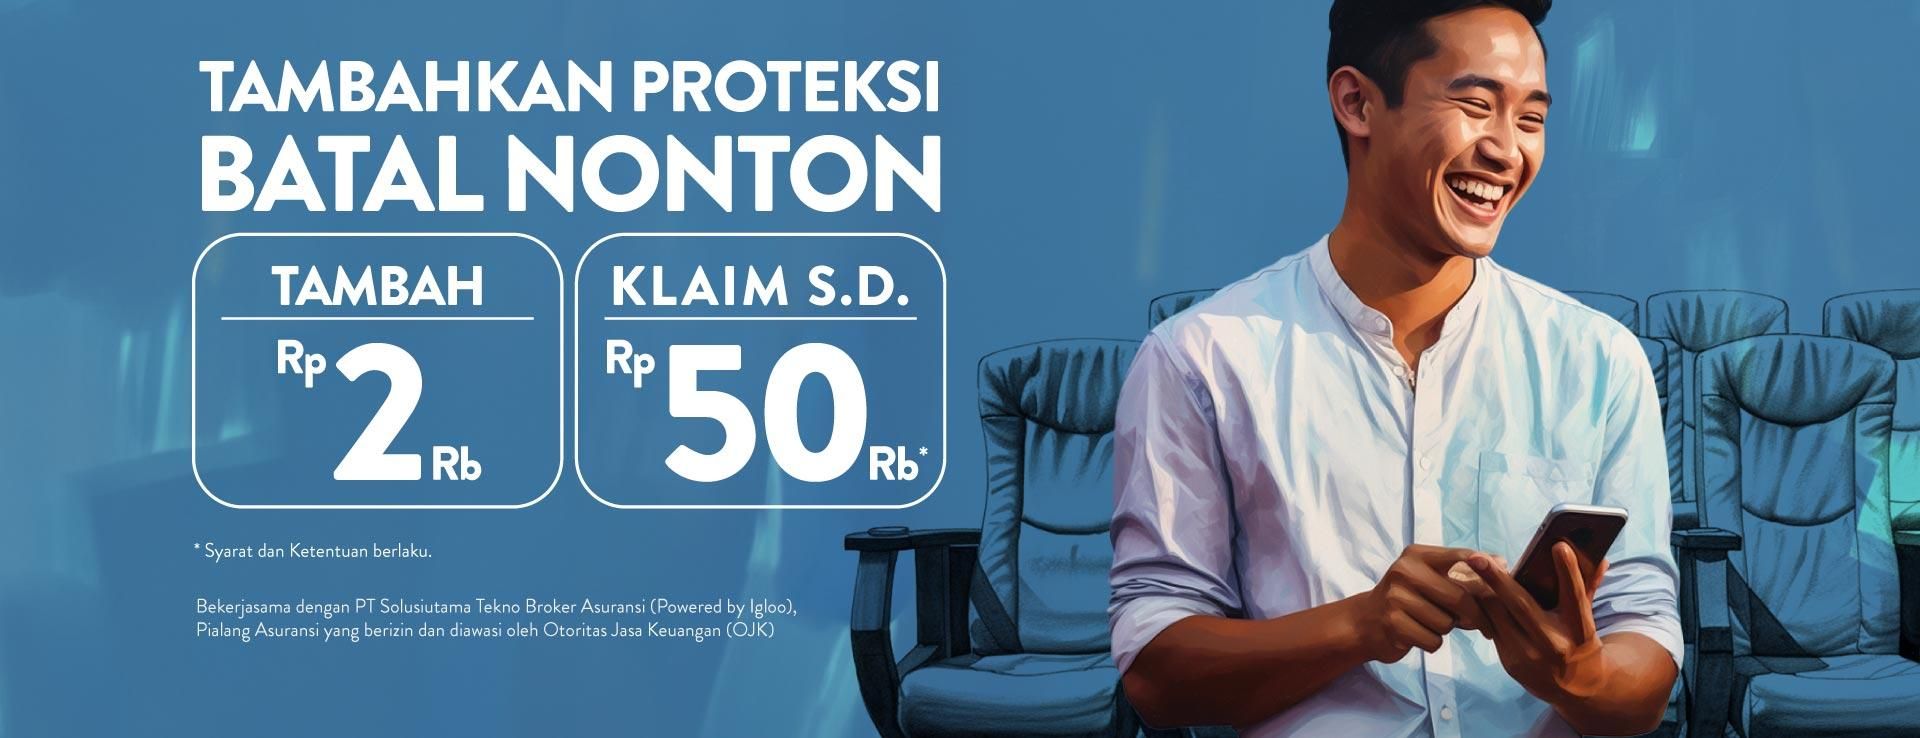 TAMBAHKAN PROTEKSI
BATAL NONTON
TAMBAH
Rp 2 Rb
KLAIM S.D.
Rp 50 Rb*
* Syarat dan Ketentuan berlaku.
Bekerjasama dengan PT Solusiutama Tekno Broker Asuransi (Powered by Igloo),
Pialang Asuransi yang berizin dan diawasi oleh Otoritas Jasa Keuangan (OJK)